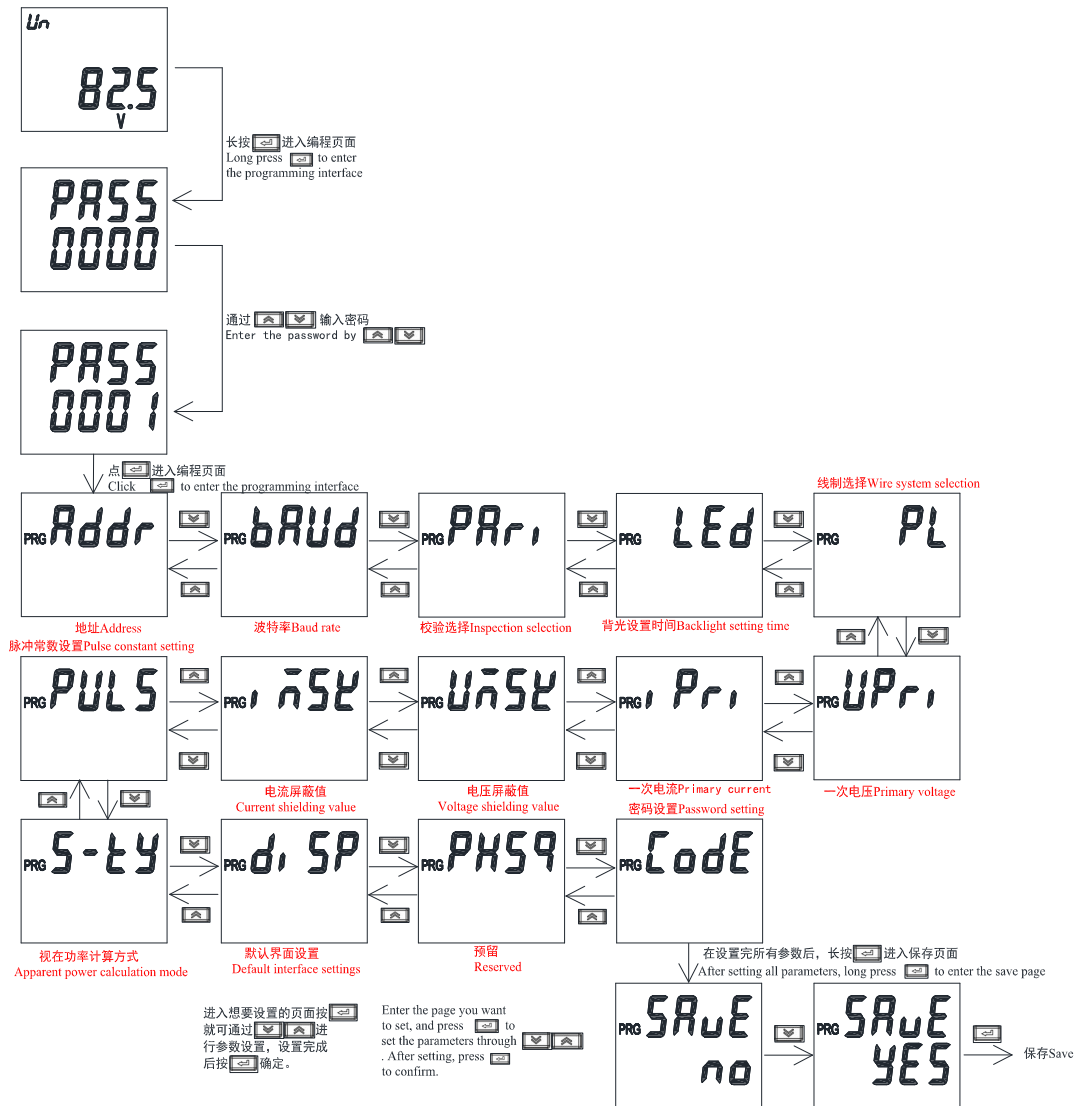 Un
82.5
V
长按进入编程页面
Long press to enter
the programming interface
PASS
0000
通过输入密码
Enter the password by
PASS
0001
点进入编程页面
Click to enter the programming interface
线制选择Wire system selection
PRG Addr
PRG bAUd
PRG PAri
PRG LEd
PRG PL
地址Address
波特率Baud rate
校验选择Inspection selection
背光设置时间Backlight setting time
脉冲常数设置Pulse constant setting
PRG PULS
PRG i
PRG
PRG i Pri
PRG UPri
电流屏蔽值
Current shielding value
电压屏蔽值
Voltage shielding value
一次电流Primary current
一次电压Primary voltage
密码设置Password setting
PRG S-tY
PRG di SP
PRG PHSq
PRG CodE
视在功率计算方式
Apparent power calculation mode
默认界面设置
Default interface settings
预留
Reserved
在设置完所有参数后，长按进入保存页面
After setting all parameters, long press to enter the save page
进入想要设置的页面按
就可通过进
行参数设置，设置完成
后按确定。
Enter the page you want
to set, and press to
set the parameters through
. After setting, press
to confirm.
PRG SAuE
no
PRG SAuE
YES
保存Save